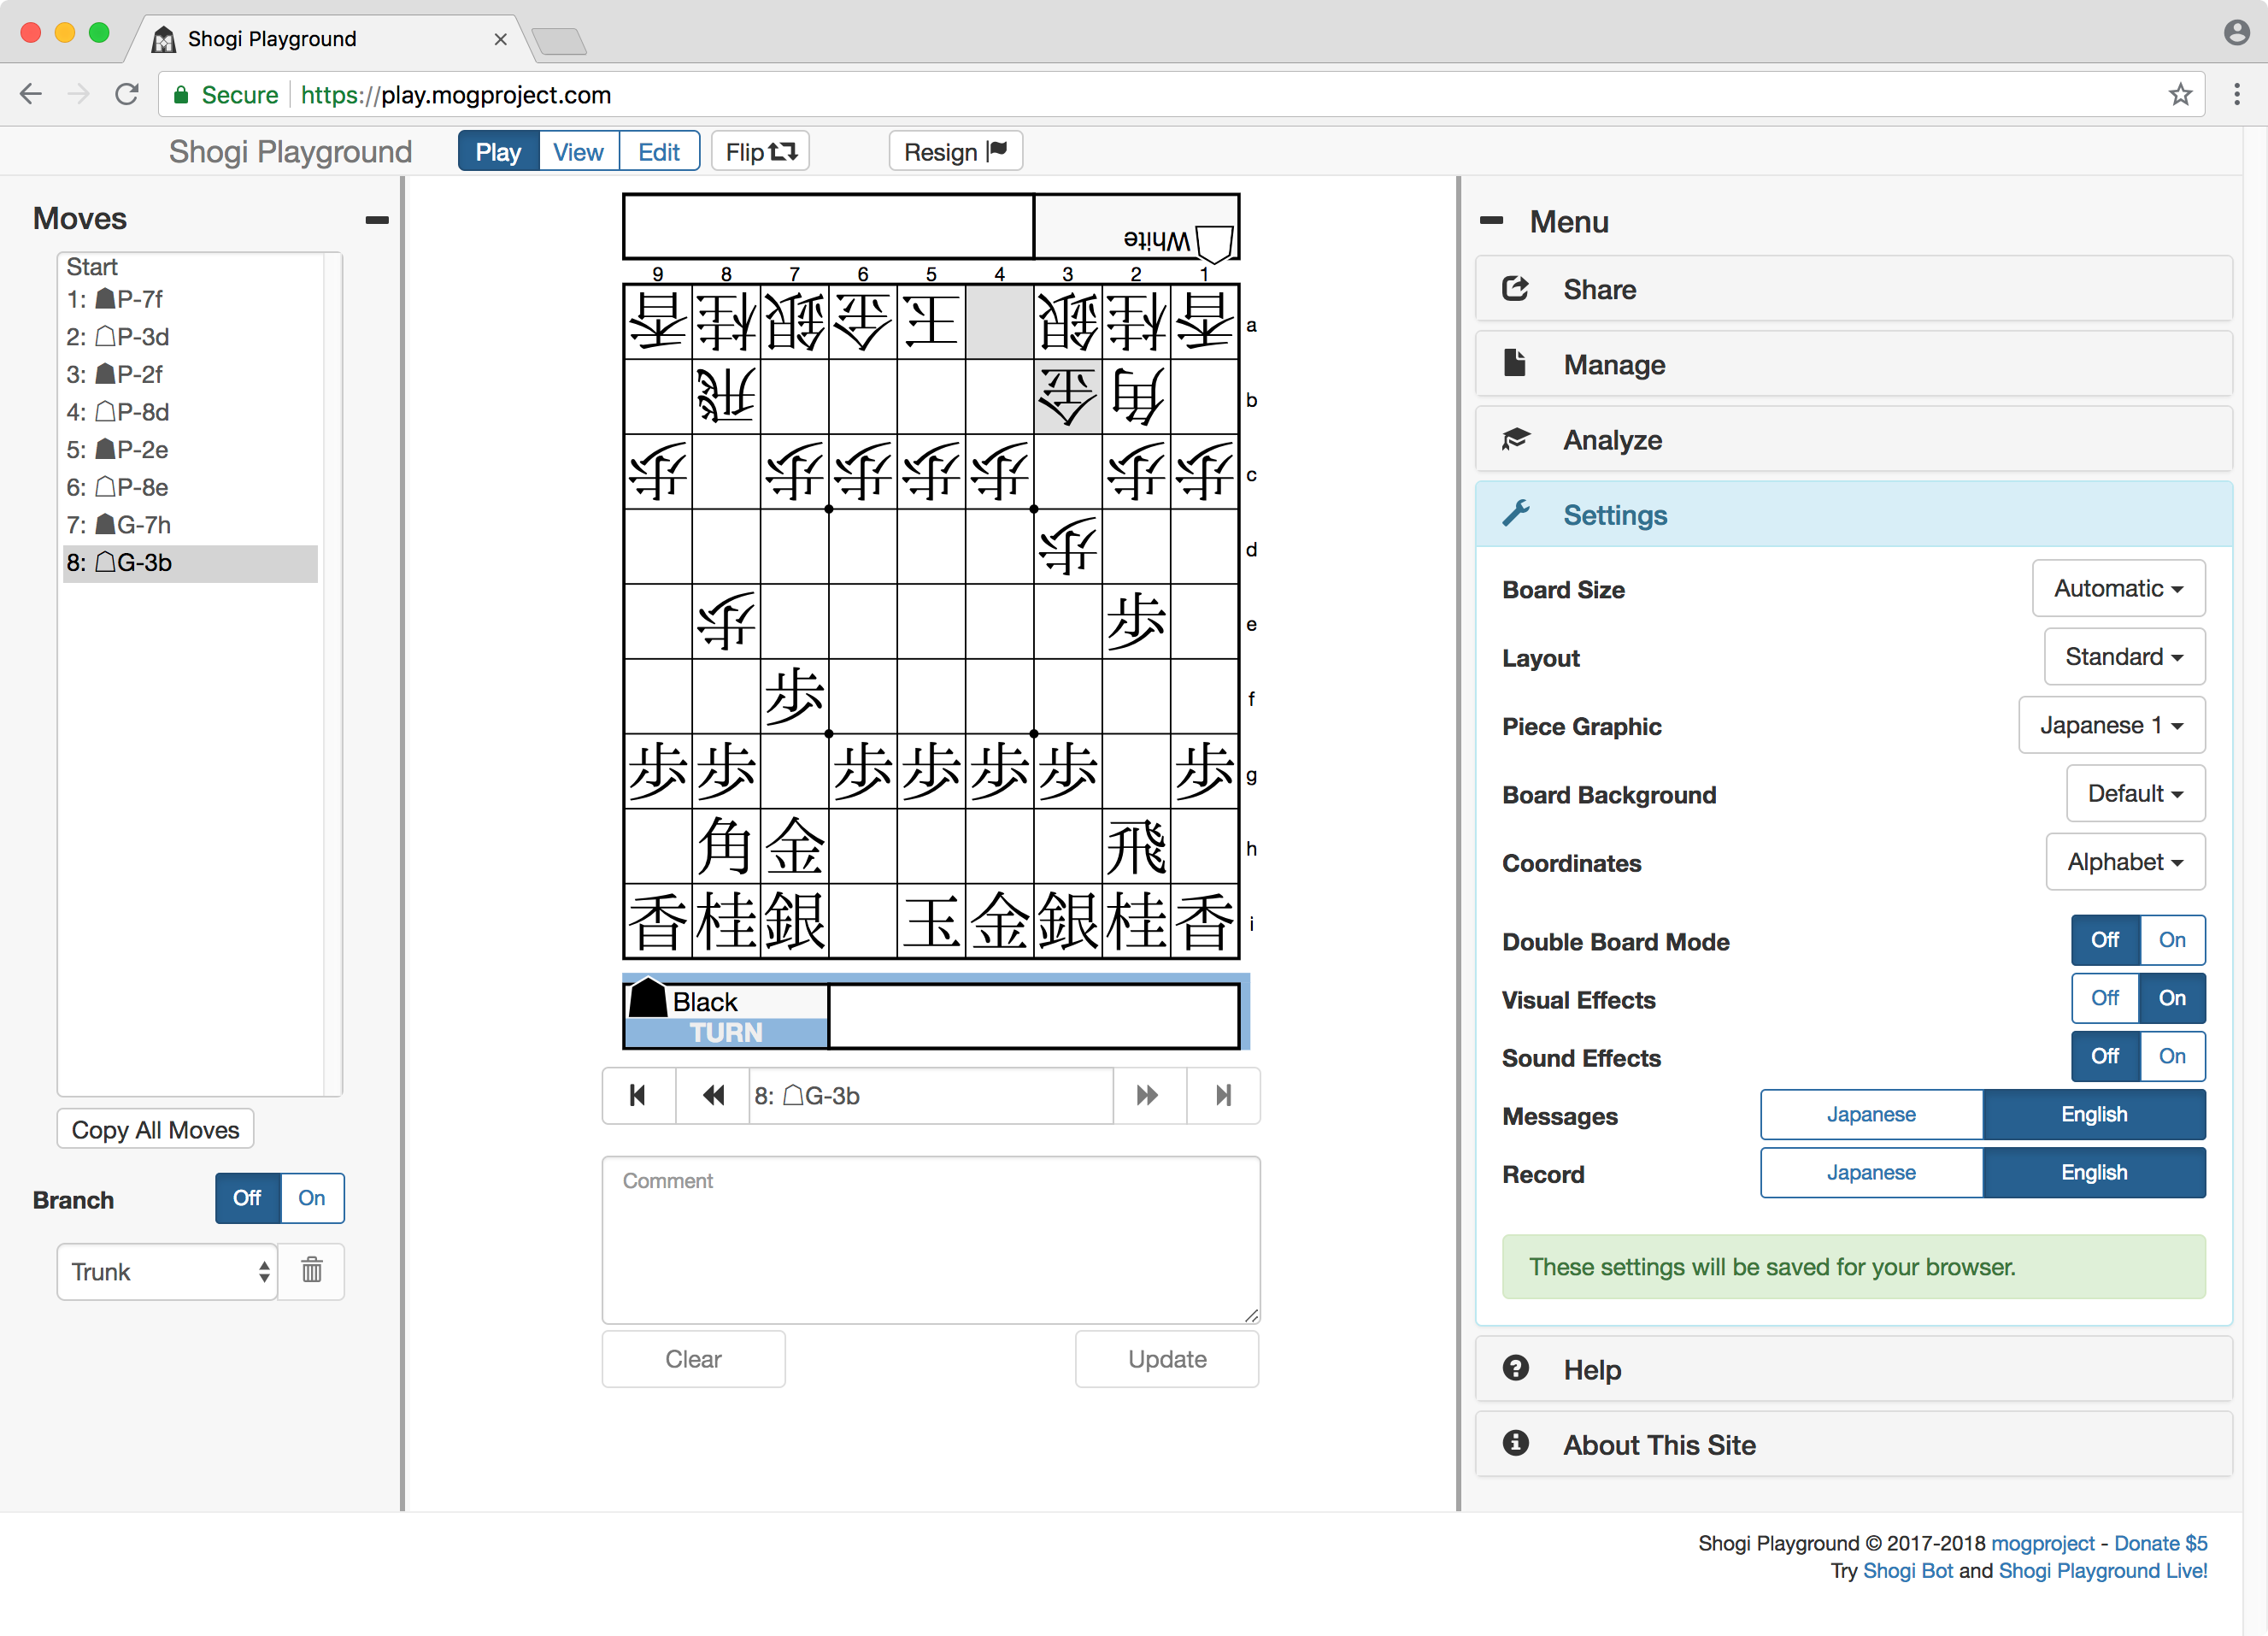 Shogi Playground
Secure https://play.mogproject.com
Shogi Playground
Play View Edit Flip Resign
Moves
Start
1: ☗P-7f
2: ☖P-3d
3: ☗P-2f
4: ☖P-8d
5: ☗P-2e
6: ☖P-8e
7: ☗G-7h
8: ☖G-3b
Copy All Moves
Branch Off On
Trunk
White
9 8 7 6 5 4 3 2 1
香 桂 銀 金 玉 銀 桂 香 a
飛 金 角 b
歩 歩 歩 歩 歩 歩 歩 c
歩 d
歩 歩 e
歩 f
歩 歩 歩 歩 歩 歩 歩 g
角 金 飛 h
香 桂 銀 玉 金 銀 桂 香 i
Black
TURN
8: ☖G-3b
Comment
Clear Update
Menu
Share
Manage
Analyze
Settings
Board Size Automatic
Layout Standard
Piece Graphic Japanese 1
Board Background Default
Coordinates Alphabet
Double Board Mode Off On
Visual Effects Off On
Sound Effects Off On
Messages Japanese English
Record Japanese English
These settings will be saved for your browser.
Help
About This Site
Shogi Playground © 2017-2018 mogproject - Donate $5
Try Shogi Bot and Shogi Playground Live!